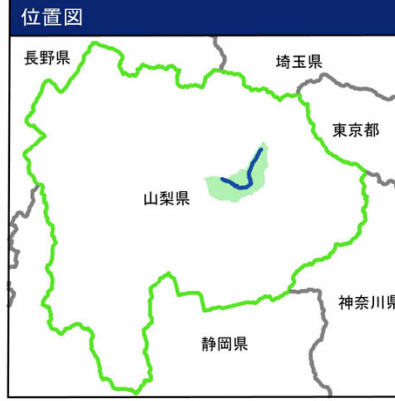 位置図
長野県
埼玉県
東京都
山梨県
神奈川県
静岡県